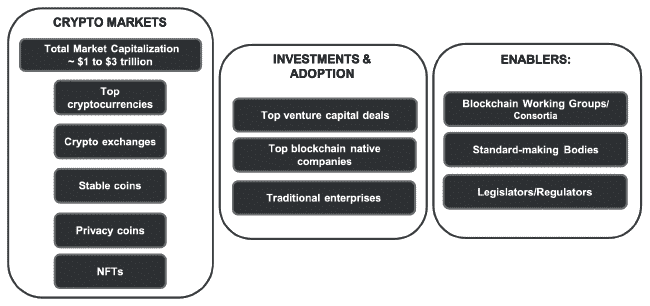 CRYPTO MARKETS
Total Market Capitalization
~ $1 to $3 trillion
Top
cryptocurrencies
Crypto exchanges
Stable coins
Privacy coins
NFTs
INVESTMENTS &
ADOPTION
Top venture capital deals
Top blockchain native
companies
Traditional enterprises
ENABLERS:
Blockchain Working Groups/
Consortia
Standard-making Bodies
Legislators/Regulators